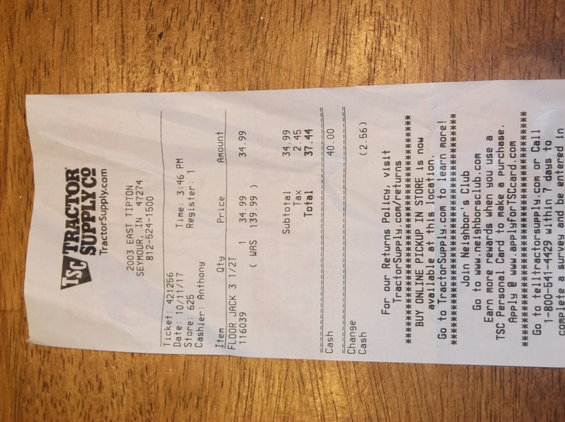 TSC TRACTOR
SUPPLY CO
TractorSupply.com
2003 EAST TIPTON
SEYMOUR, IN 47274
812-524-1500
Ticket: 421256
Date: 10/11/17 Time: 3:46 PM
Store: 625 Register: 1
Cashier: Anthony
Item Qty Price Amount
FLOOR JACK 3 1/2T
116039 1 34.99 34.99
( WAS 139.99 )
Subtotal 34.99
Tax 2.45
Total 37.44
Cash 40.00
Change
Cash (2.56)
For our Returns Policy, visit
TractorSupply.com/returns
****************************************
BUY ONLINE PICKUP IN STORE is now
available at this location.
Go to TractorSupply.com to learn more!
****************************************
Join Neighbor's Club
Go to www.neighborsclub.com
Earn more rewards when you use a
TSC Personal Card to make a purchase.
Apply @ www.applyforTSCcard.com
****************************************
Go to telltractorsupply.com or Call
1-800-541-4429 within 7 days to
complete a survey and be entered in